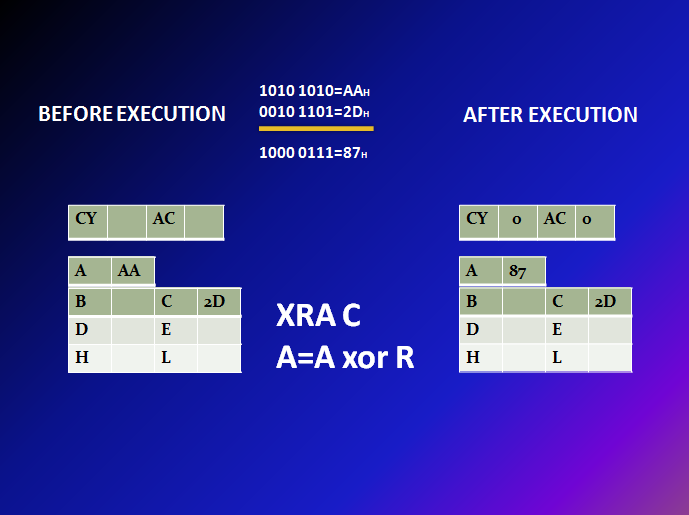 BEFORE EXECUTION
1010 1010=AAH
0010 1101=2DH
1000 0111=87H
AFTER EXECUTION
CY AC
A AA
B C 2D
D E
H L
XRA C
A=A xor R
CY 0 AC 0
A 87
B C 2D
D E
H L